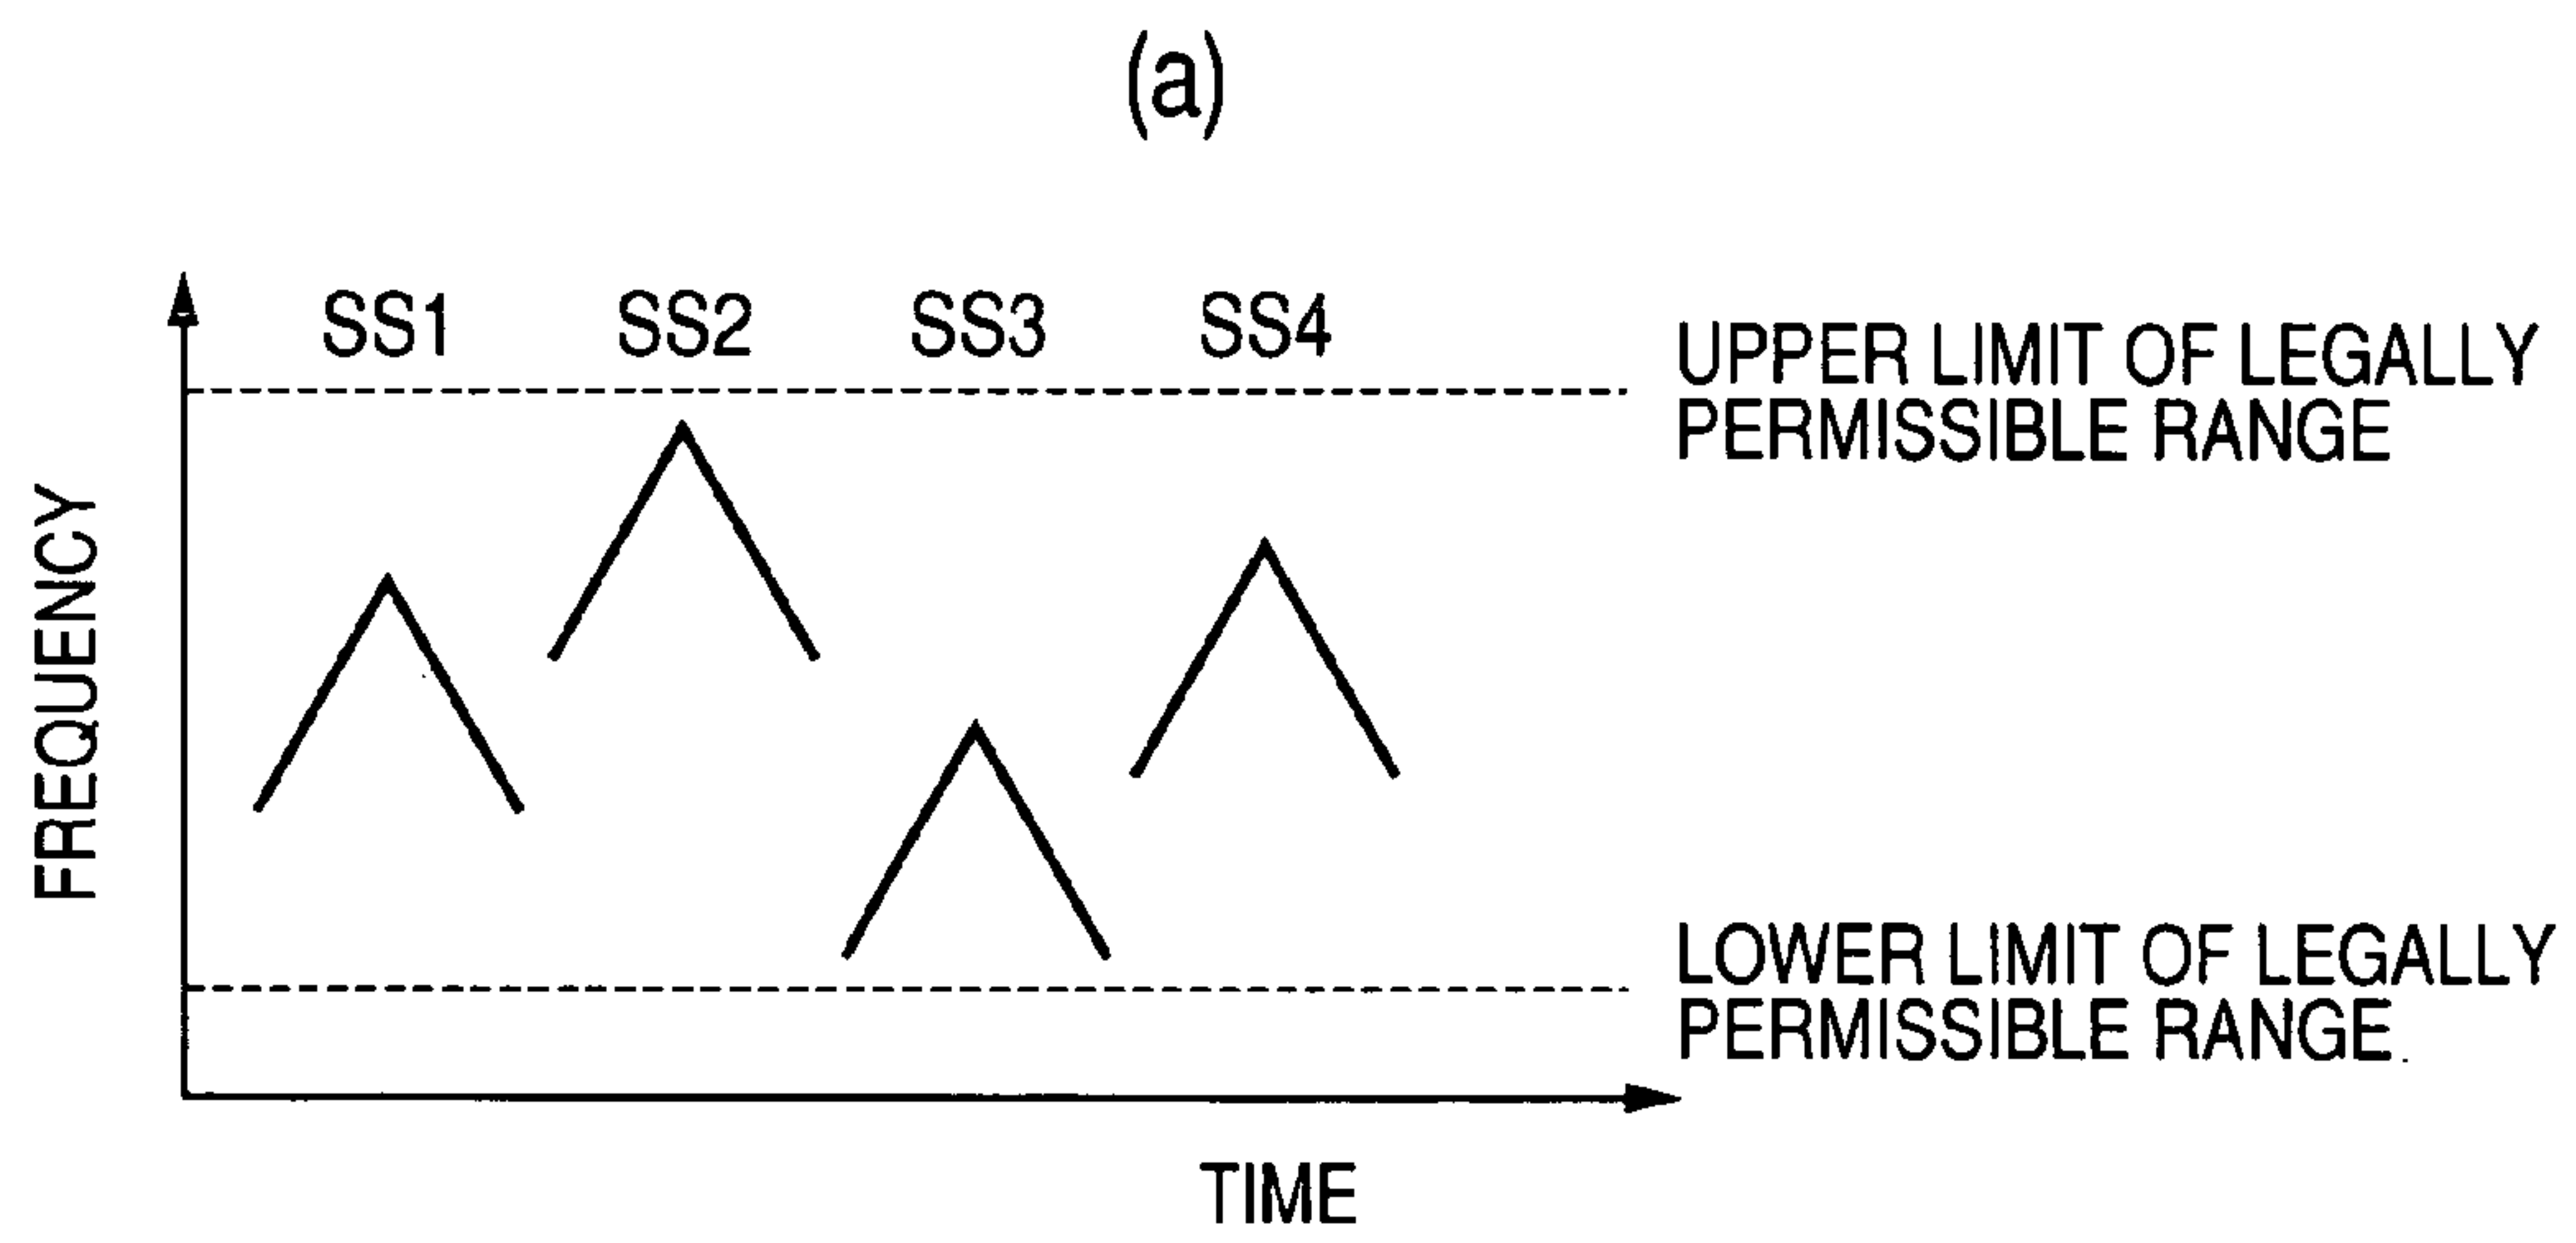 (a)
SS1 SS2 SS3 SS4
UPPER LIMIT OF LEGALLY
PERMISSIBLE RANGE
FREQUENCY
LOWER LIMIT OF LEGALLY
PERMISSIBLE RANGE
TIME